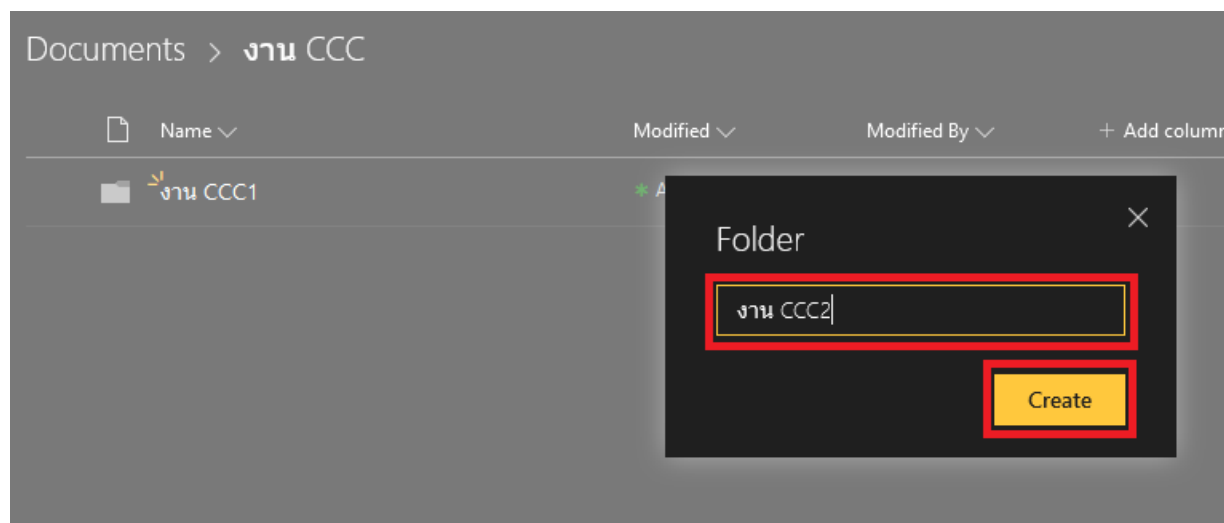 Documents > งาน CCC
Name Modified Modified By + Add column
งาน CCC1
Folder
งาน CCC2
Create